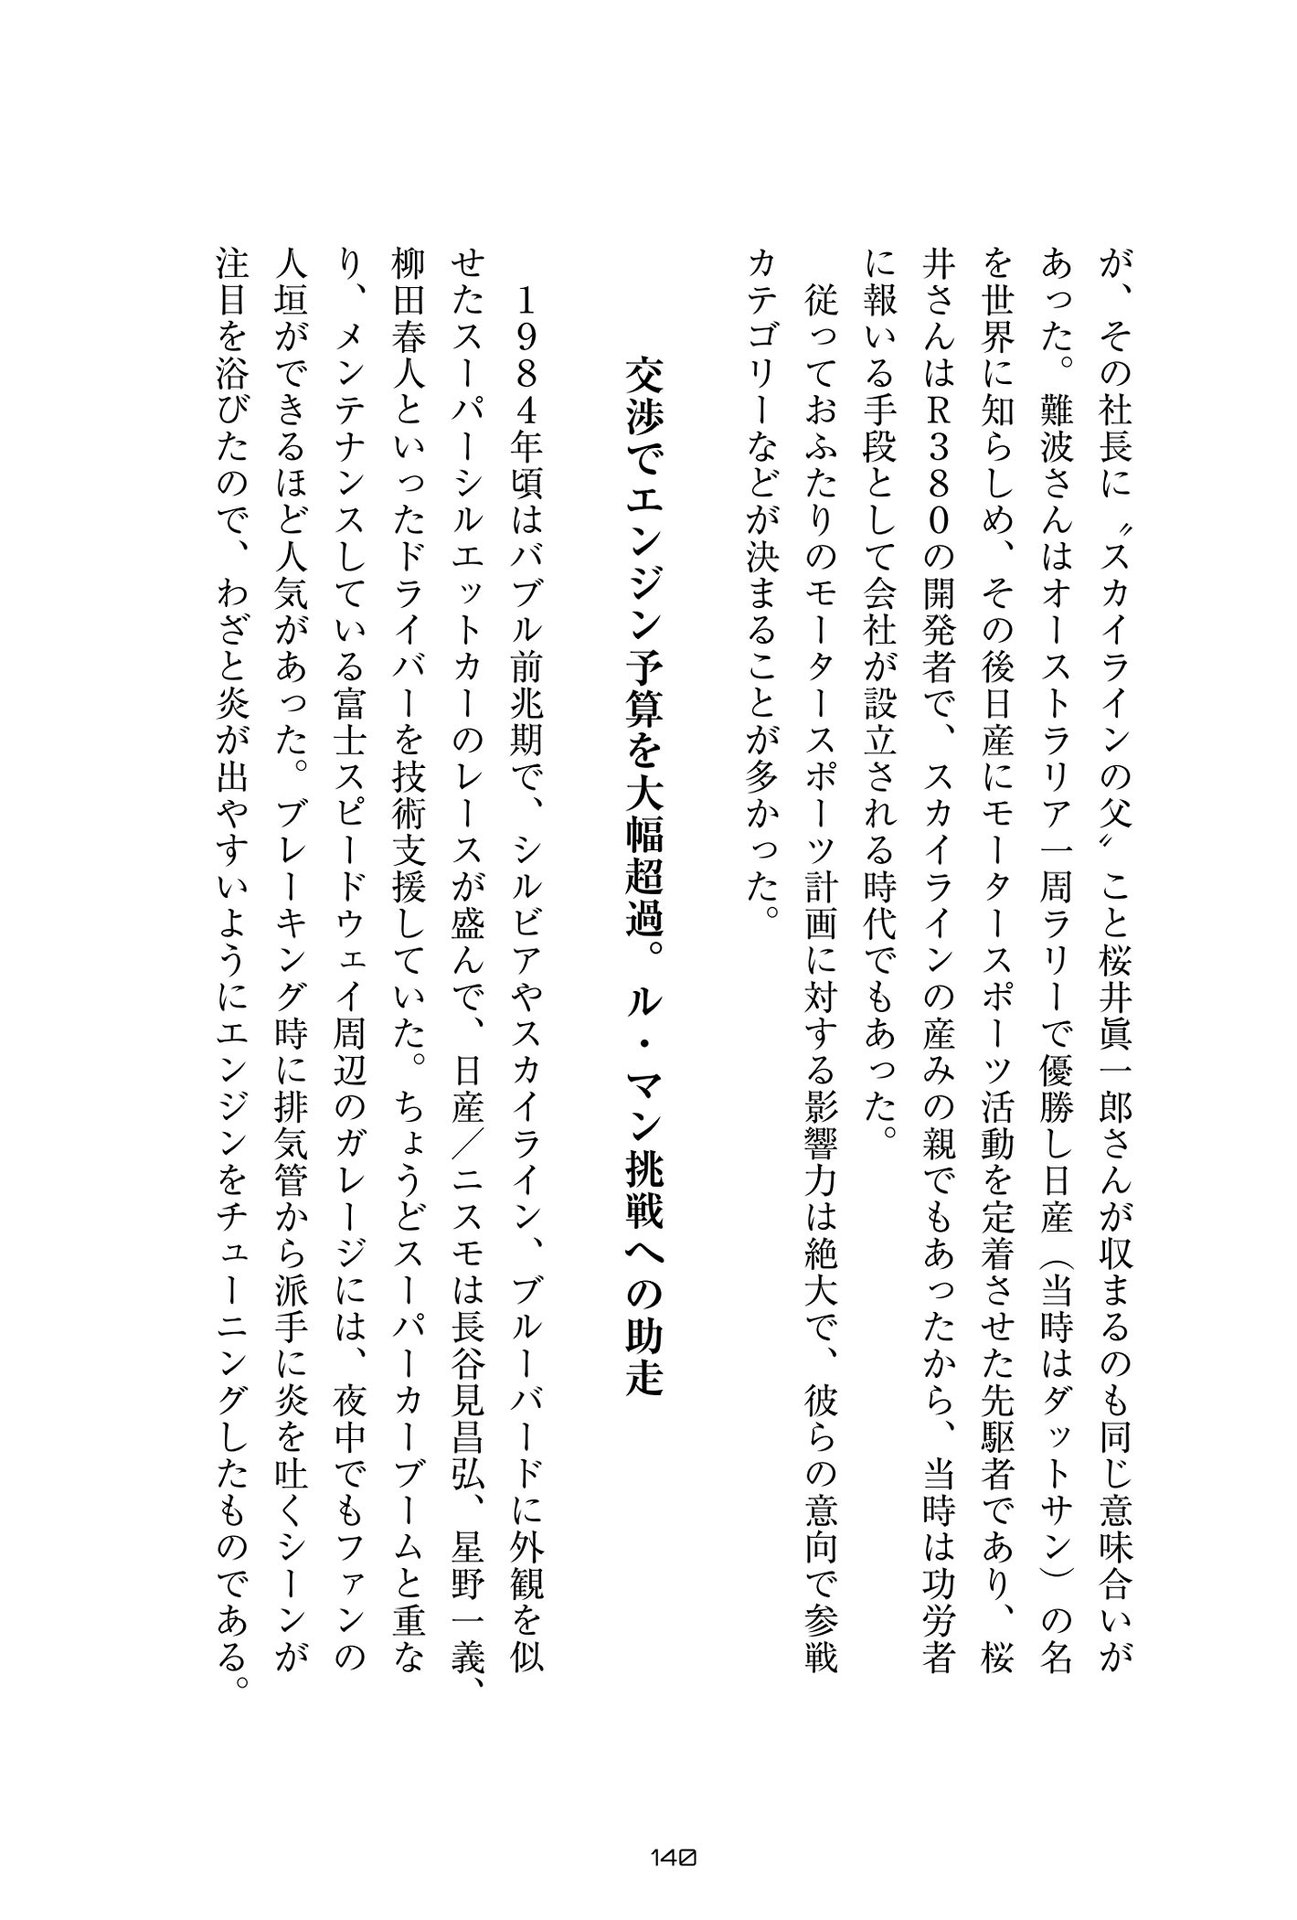 が、その社長に〝スカイラインの父〟こと桜井眞一郎さんが収まるのも同じ意味合いが
あった。難波さんはオーストラリア一周ラリーで優勝し日産（当時はダットサン）の名
を世界に知らしめ、その後日産にモータースポーツ活動を定着させた先駆者であり、桜
井さんはR380の開発者で、スカイラインの産みの親でもあったから、当時は功労者
に報いる手段として会社が設立される時代でもあった。
　従っておふたりのモータースポーツ計画に対する影響力は絶大で、彼らの意向で参戦
カテゴリーなどが決まることが多かった。
交渉でエンジン予算を大幅超過。ル・マン挑戦への助走
　1984年頃はバブル前兆期で、シルビアやスカイライン、ブルーバードに外観を似
せたスーパーシルエットカーのレースが盛んで、日産／ニスモは長谷見昌弘、星野一義、
柳田春人といったドライバーを技術支援していた。ちょうどスーパーカーブームと重な
り、メンテナンスしている富士スピードウェイ周辺のガレージには、夜中でもファンの
人垣ができるほど人気があった。ブレーキング時に排気管から派手に炎を吐くシーンが
注目を浴びたので、わざと炎が出やすいようにエンジンをチューニングしたものである。
140